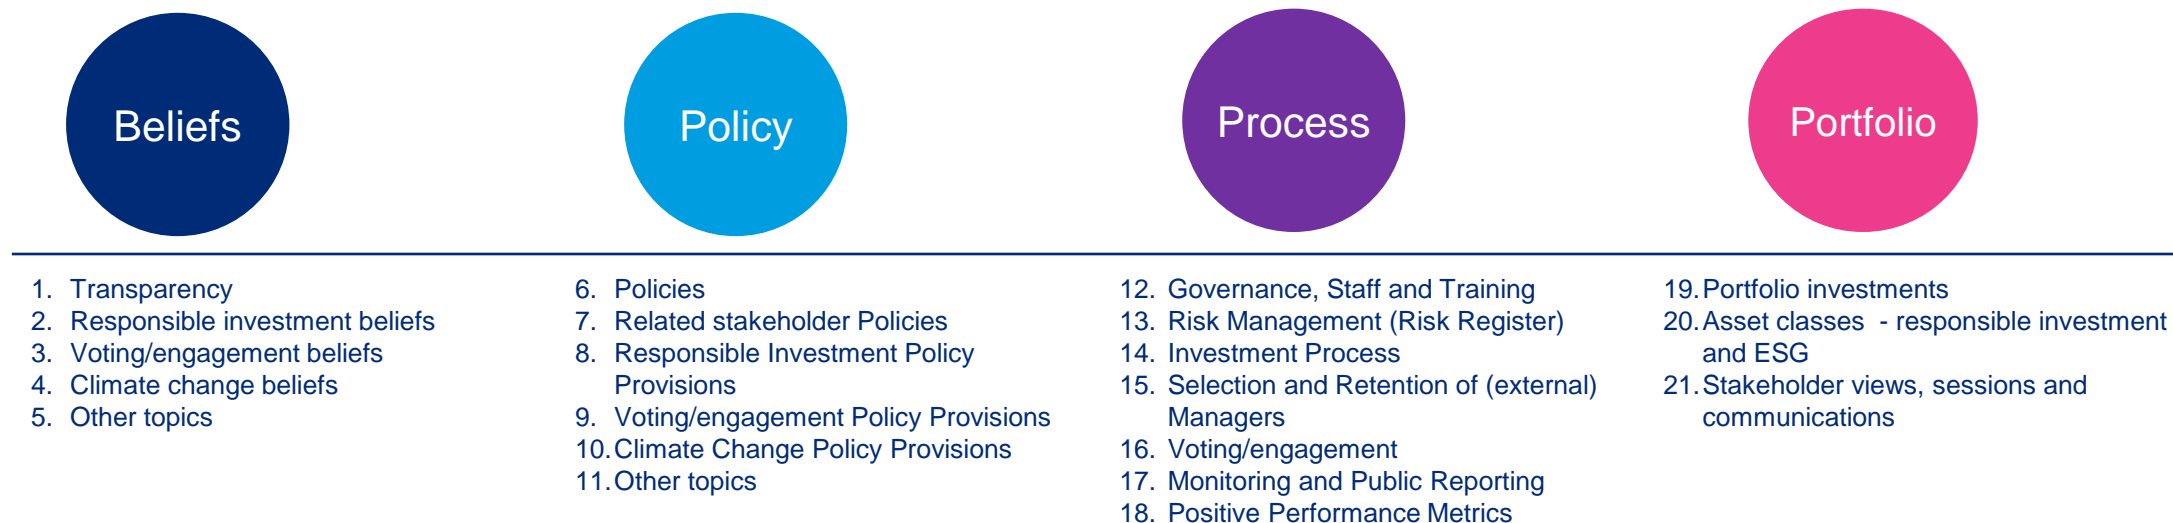 Beliefs
Policy
Process
Portfolio
1. Transparency
2. Responsible investment beliefs
3. Voting/engagement beliefs
4. Climate change beliefs
5. Other topics
6. Policies
7. Related stakeholder Policies
8. Responsible Investment Policy
Provisions
9. Voting/engagement Policy Provisions
10. Climate Change Policy Provisions
11. Other topics
12. Governance, Staff and Training
13. Risk Management (Risk Register)
14. Investment Process
15. Selection and Retention of (external)
Managers
16. Voting/engagement
17. Monitoring and Public Reporting
18. Positive Performance Metrics
19. Portfolio investments
20. Asset classes - responsible investment
and ESG
21. Stakeholder views, sessions and
communications